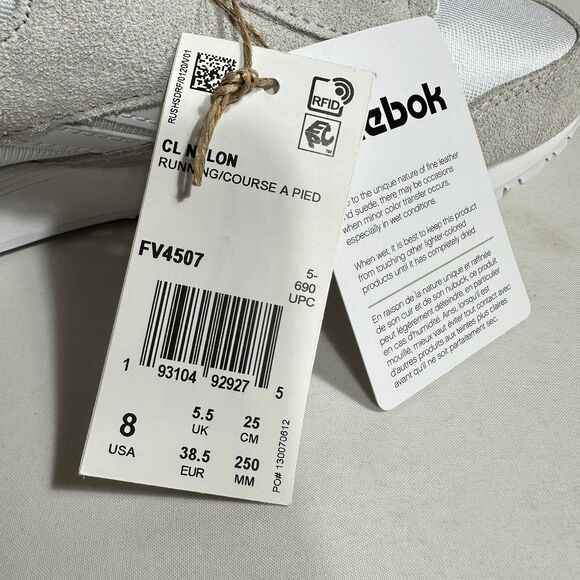 RUSHSDRF/0120/V01
RFID
EPC
CL NYLON
RUNNING/COURSE A PIED
FV4507
5-
690
UPC
1 93104 92927 5
8
USA
5.5
UK
25
CM
38.5
EUR
250
MM
PO# 130070612
ebok
to the unique nature of fine leather
and suede, there may be occasions
when minor color transfer occurs,
especially in wet conditions.
When wet, it is best to keep this product
from touching other lighter-colored
products until it has completely dried.
En raison de la nature unique et raffinée
de son cuir et de son nubuck, ce produit
peut légèrement déteindre, en particulier
en cas d'humidité. Ainsi, lorsqu'il est
mouillé, mieux vaut éviter tout contact avec
d'autres produits aux teintes plus claires
avant qu'il ne soit parfaitement sec.